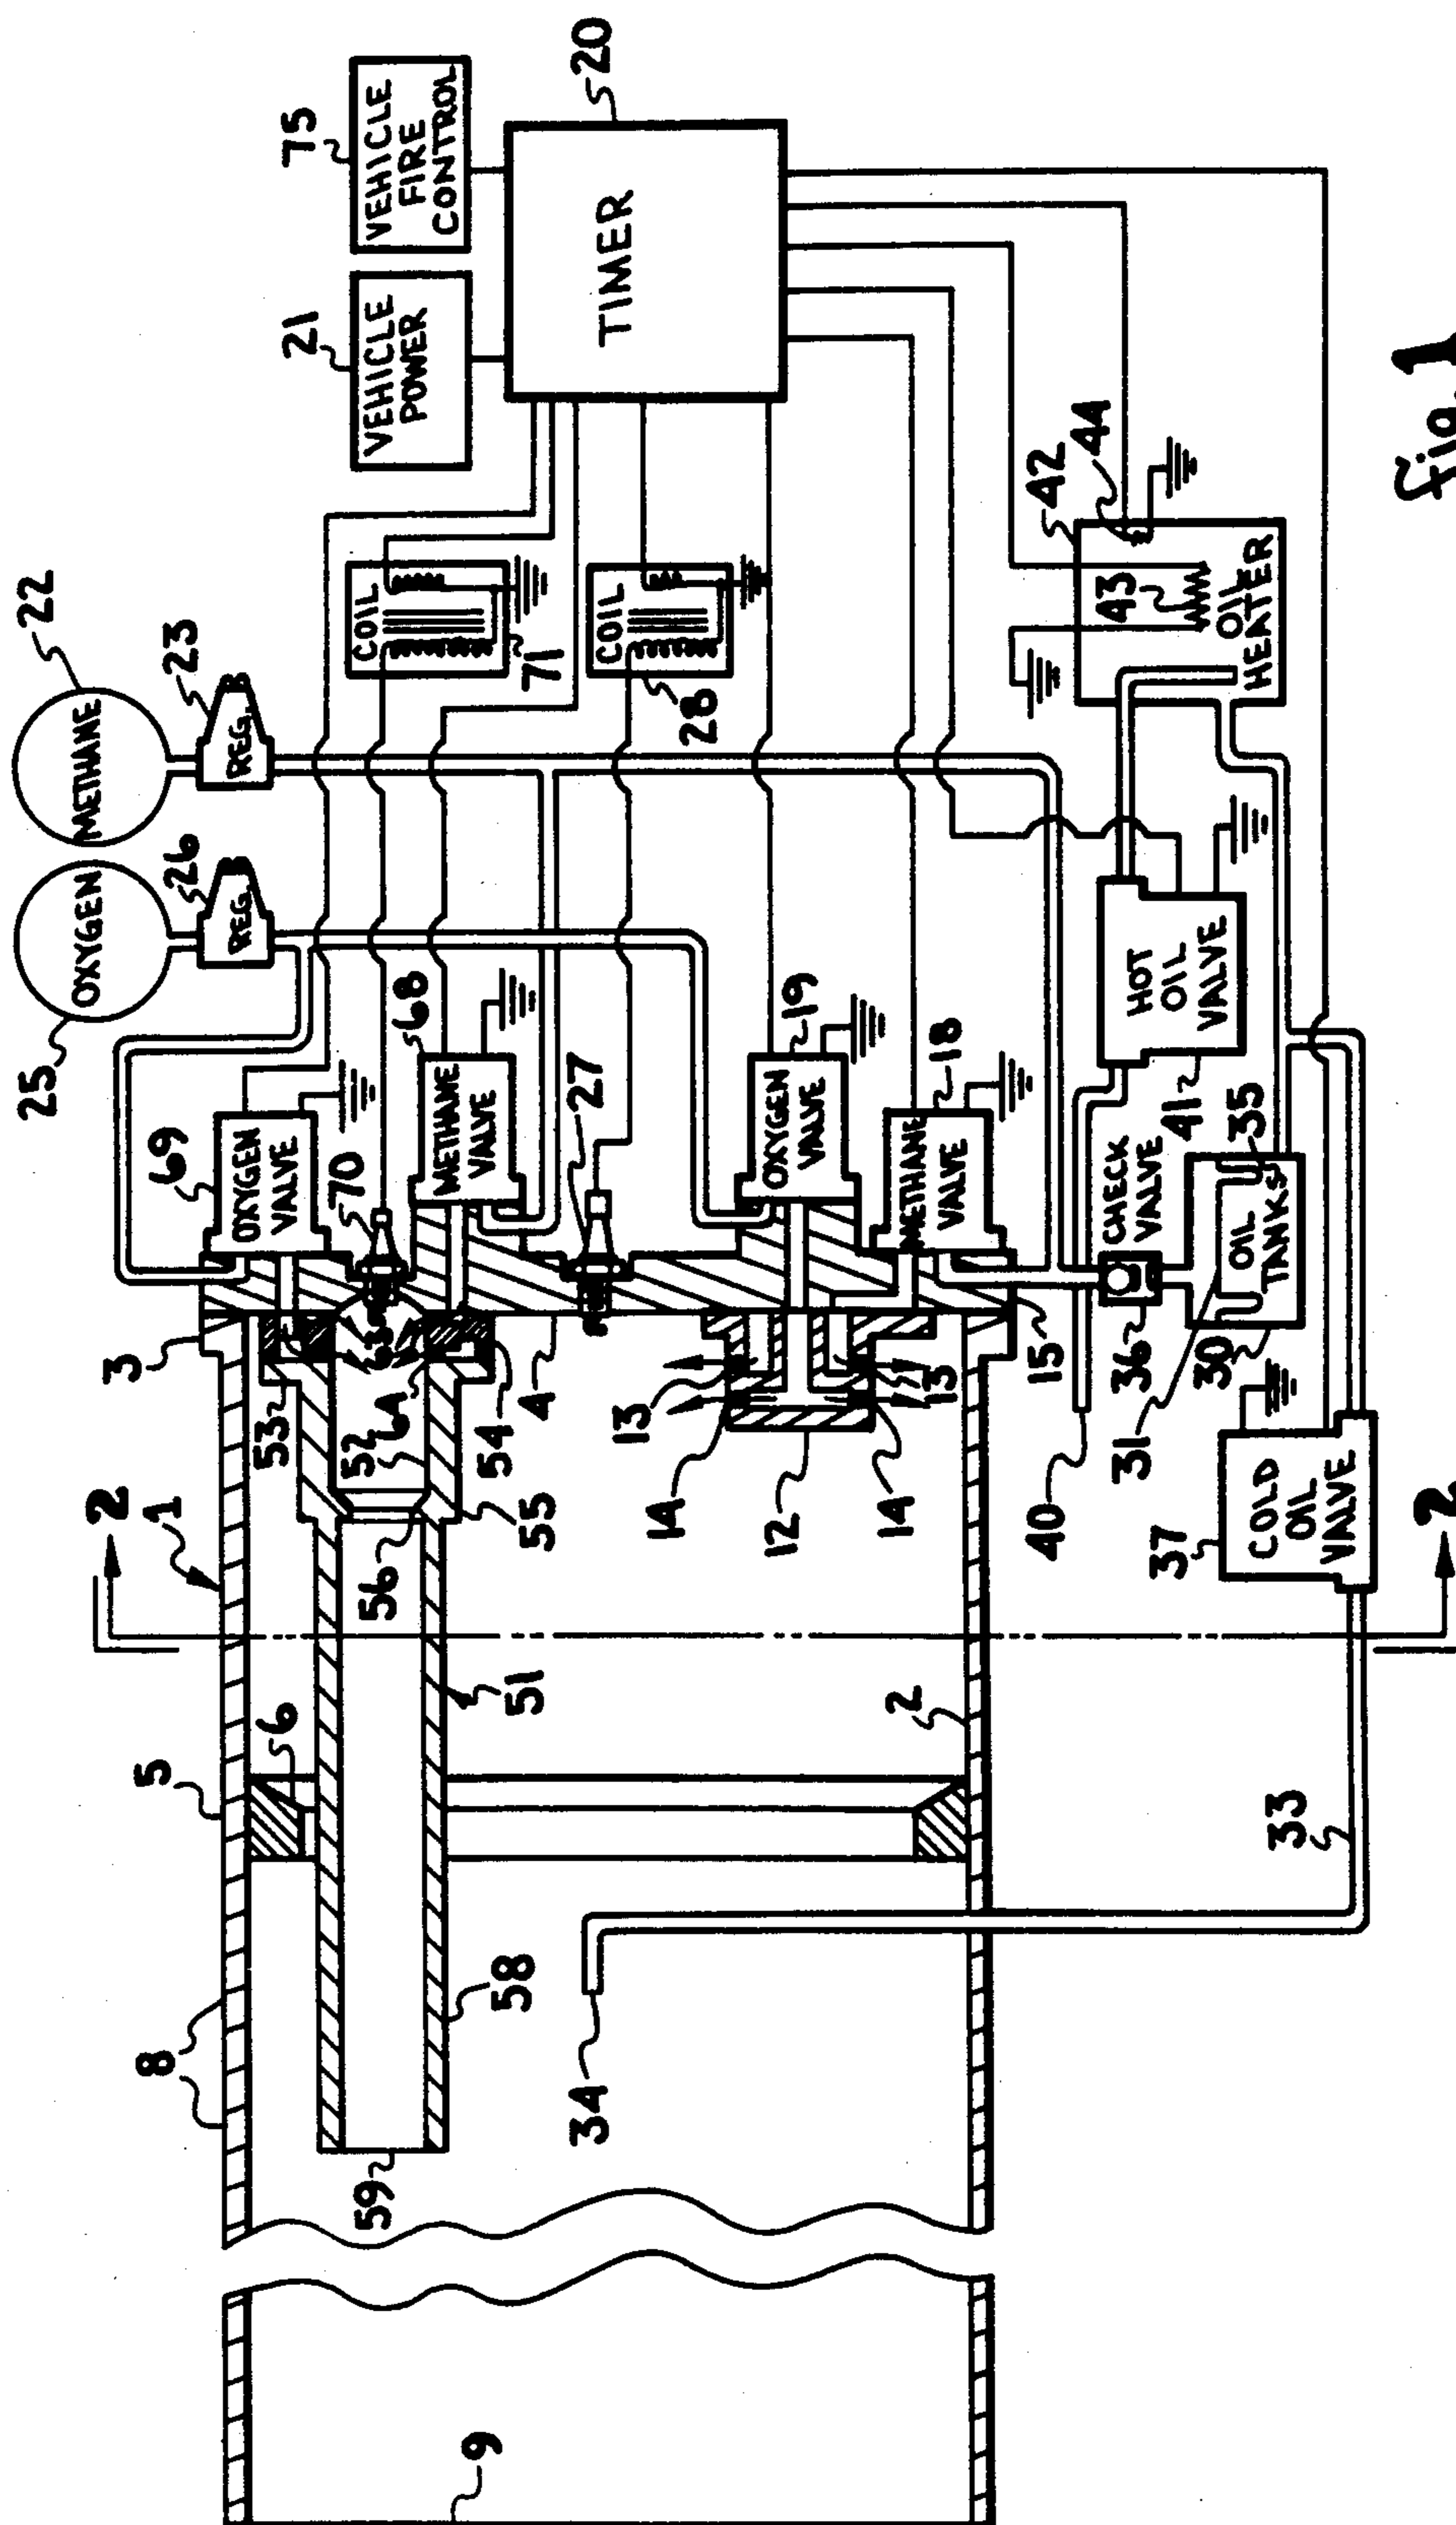 75
VEHICLE
FIRE
CONTROL
20
21
VEHICLE
POWER
TIMER
22
METHANE
23
REG.
25
OXYGEN
26
REG.
COIL
71
COIL
28
42
44
43
OIL
HEATER
fig. 1
69
OXYGEN
VALVE
70
68
METHANE
VALVE
27
19
OXYGEN
VALVE
18
METHANE
VALVE
HOT
OIL
VALVE
41
CHECK
VALVE
35
OIL
TANKS
36
30
31
40
15
3
53
63
52
64
54
4
13
13
14
14
12
55
56
2
1
51
5
6
2
37
COLD
OIL
VALVE
2
33
8
58
34
59
9